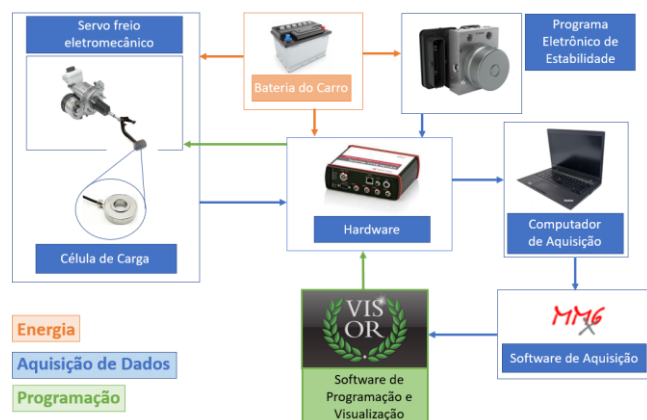 Servo freio
eletromecânico
Bateria do Carro
Programa
Eletrônico de
Estabilidade
Hardware
Computador
de Aquisição
Célula de Carga
VIS
OR
MM6
X
Software de Aquisição
Software de
Programação e
Visualização
Energia
Aquisição de Dados
Programação